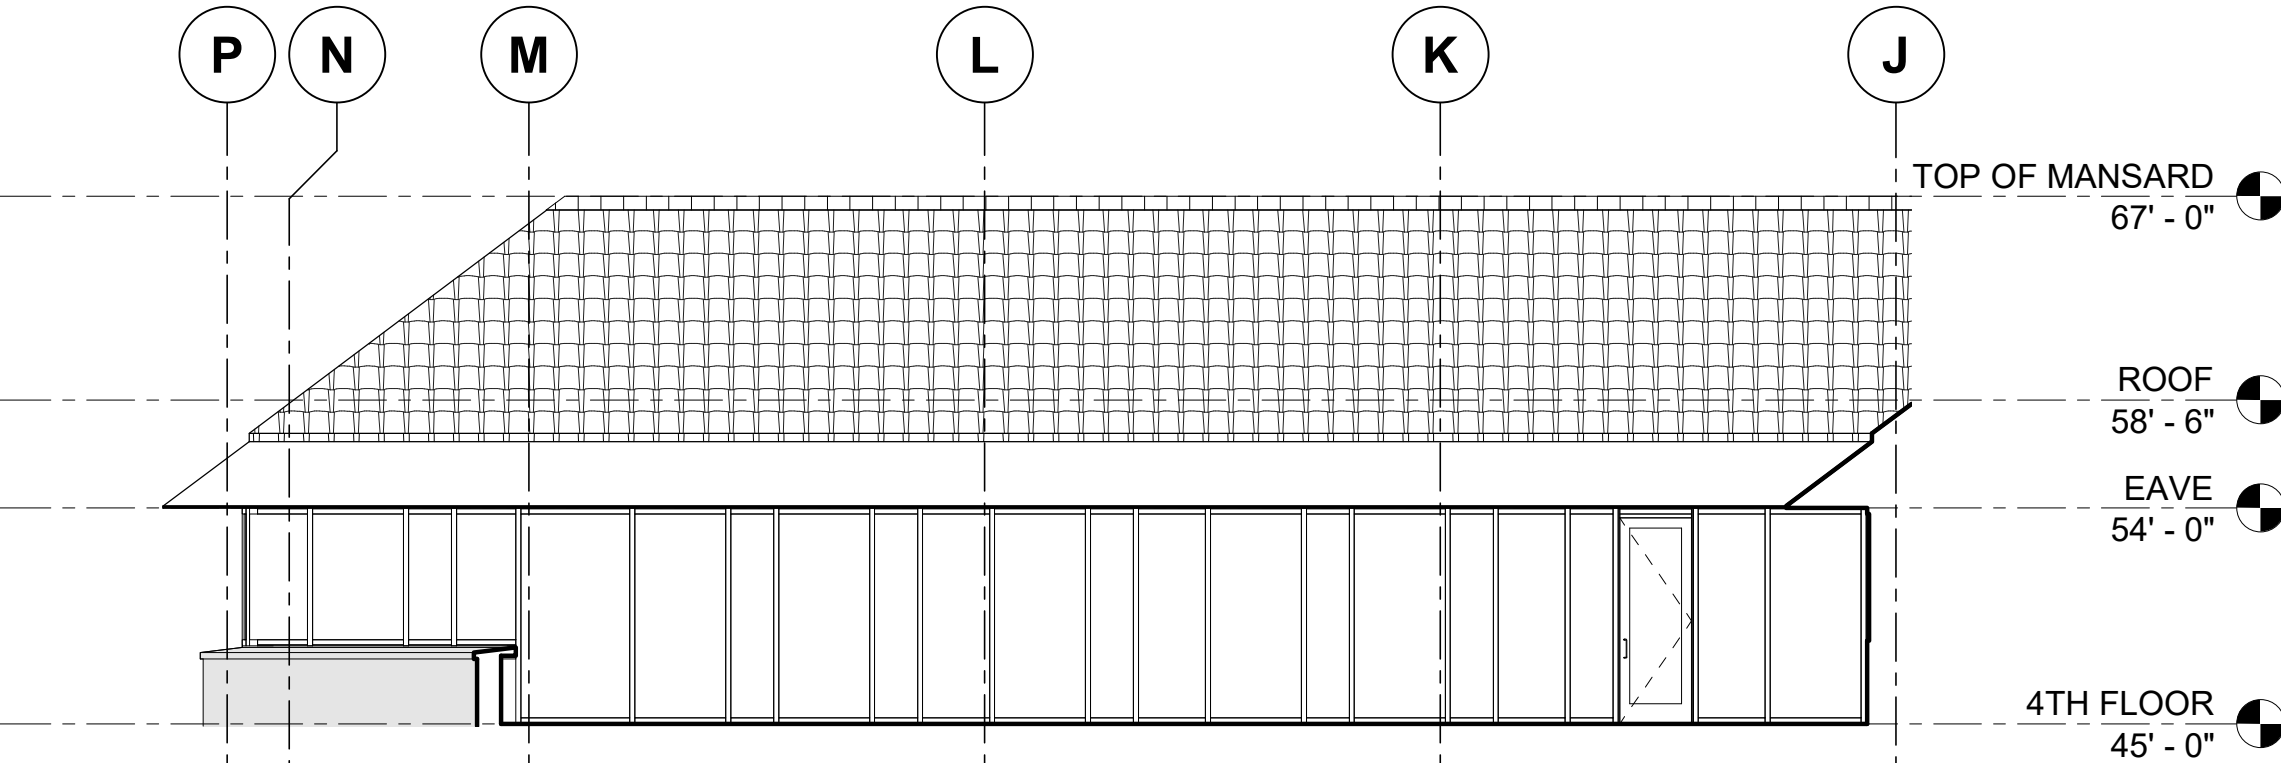 P N M L K J
TOP OF MANSARD
67' - 0"
ROOF
58' - 6"
EAVE
54' - 0"
4TH FLOOR
45' - 0"